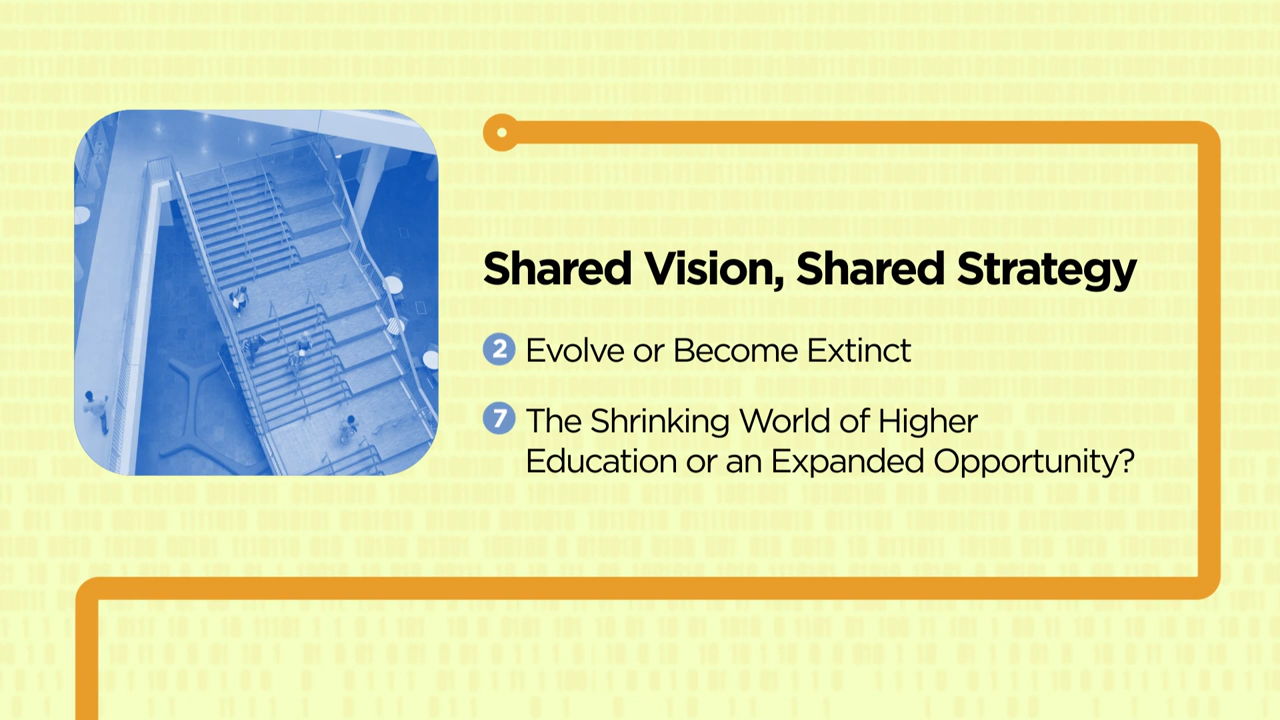 Shared Vision, Shared Strategy
2 Evolve or Become Extinct
7 The Shrinking World of Higher
Education or an Expanded Opportunity?